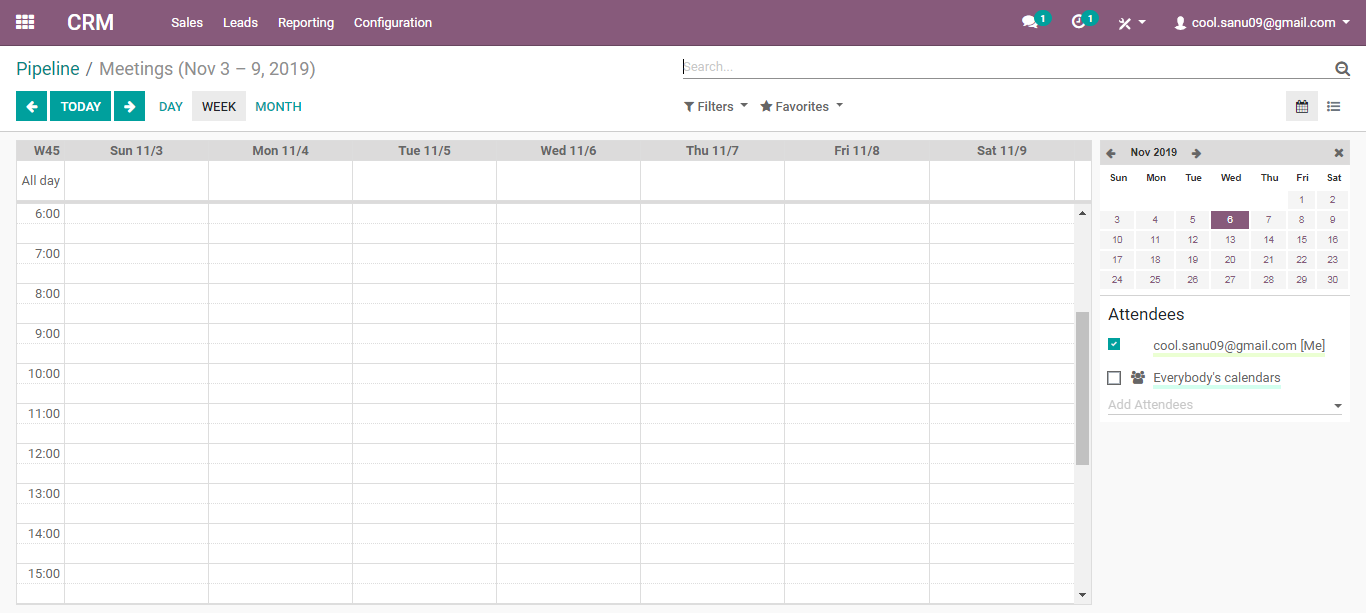 CRM Sales Leads Reporting Configuration 1 1 cool.sanu09@gmail.com
Pipeline / Meetings (Nov 3 – 9, 2019) Search...
TODAY DAY WEEK MONTH Filters Favorites
W45 Sun 11/3 Mon 11/4 Tue 11/5 Wed 11/6 Thu 11/7 Fri 11/8 Sat 11/9
All day
6:00
7:00
8:00
9:00
10:00
11:00
12:00
13:00
14:00
15:00
Nov 2019
Sun Mon Tue Wed Thu Fri Sat
1 2
3 4 5 6 7 8 9
10 11 12 13 14 15 16
17 18 19 20 21 22 23
24 25 26 27 28 29 30
Attendees
cool.sanu09@gmail.com [Me]
Everybody's calendars
Add Attendees